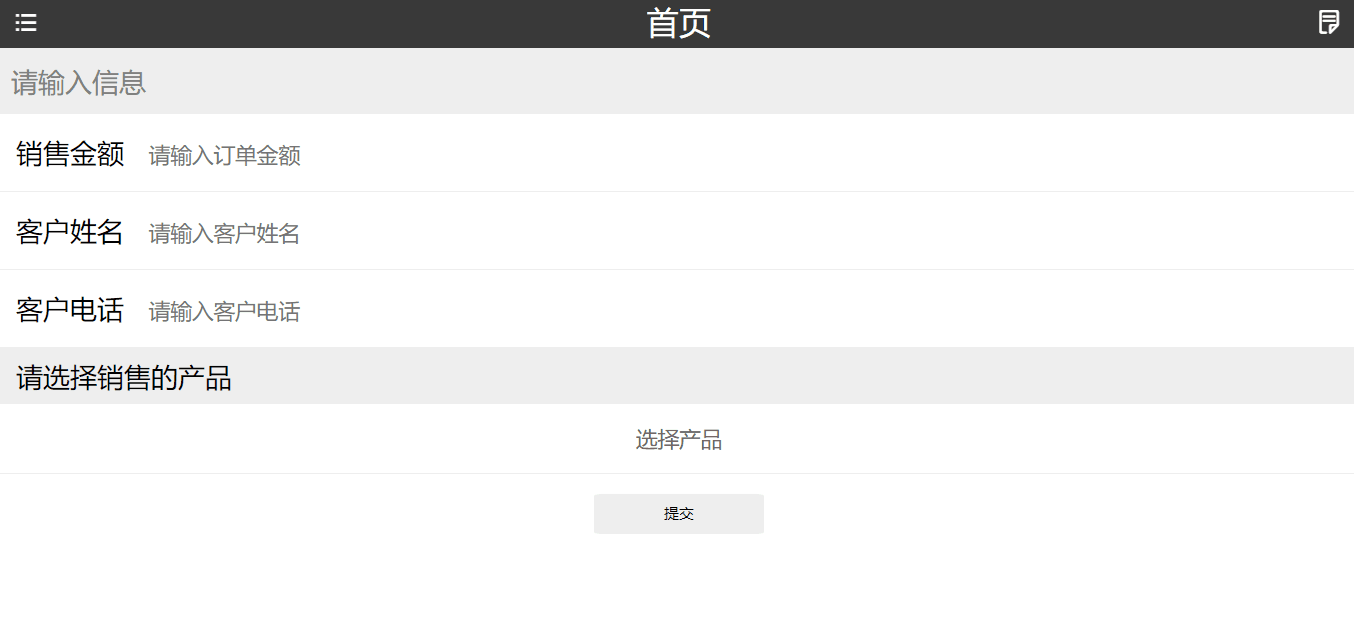 首页
请输入信息
销售金额 请输入订单金额
客户姓名 请输入客户姓名
客户电话 请输入客户电话
请选择销售的产品
选择产品
提交